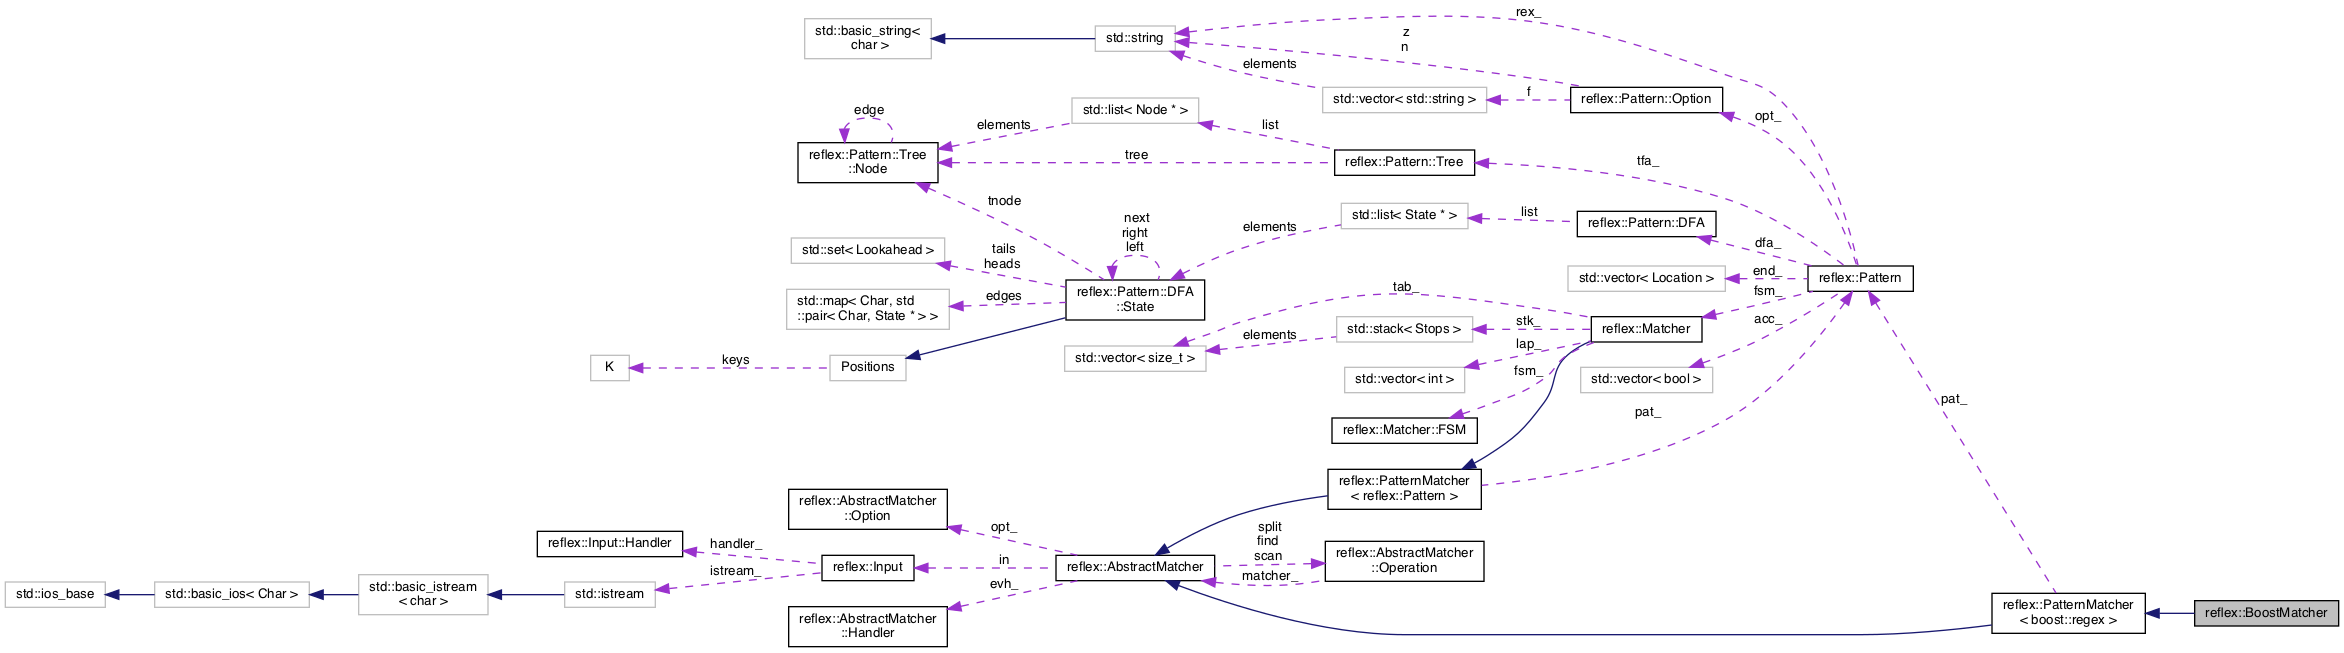 rex_
std::basic_string<
char >
std::string
z
n
elements
std::vector< std::string >
f
reflex::Pattern::Option
opt_
edge
std::list< Node * >
elements
list
reflex::Pattern::Tree
::Node
tree
reflex::Pattern::Tree
tfa_
tnode
next
right
left
elements
std::list< State * >
list
reflex::Pattern::DFA
dfa_
std::set< Lookahead >
tails
heads
std::vector< Location >
end_
reflex::Pattern
std::map< Char, std
::pair< Char, State * > >
edges
reflex::Pattern::DFA
::State
tab_
fsm_
std::stack< Stops >
stk_
reflex::Matcher
acc_
elements
std::vector< size_t >
lap_
K
keys
Positions
std::vector< int >
fsm_
std::vector< bool >
pat_
pat_
reflex::Matcher::FSM
reflex::PatternMatcher
< reflex::Pattern >
reflex::AbstractMatcher
::Option
opt_
split
find
scan
matcher_
reflex::AbstractMatcher
::Operation
reflex::Input::Handler
handler_
istream_
reflex::Input
in
evh_
reflex::AbstractMatcher
std::ios_base
std::basic_ios< Char >
std::basic_istream
< char >
std::istream
reflex::AbstractMatcher
::Handler
reflex::PatternMatcher
< boost::regex >
reflex::BoostMatcher